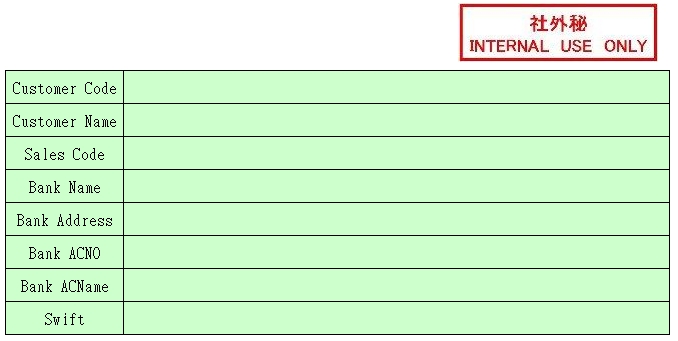 社外秘
INTERNAL USE ONLY
Customer Code
Customer Name
Sales Code
Bank Name
Bank Address
Bank ACNO
Bank ACName
Swift